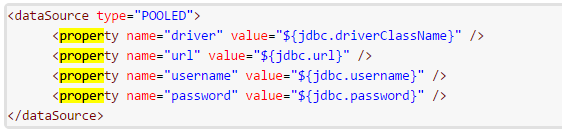 <dataSource type="POOLED">
<property name="driver" value="${jdbc.driverClassName}" />
<property name="url" value="${jdbc.url}" />
<property name="username" value="${jdbc.username}" />
<property name="password" value="${jdbc.password}" />
</dataSource>